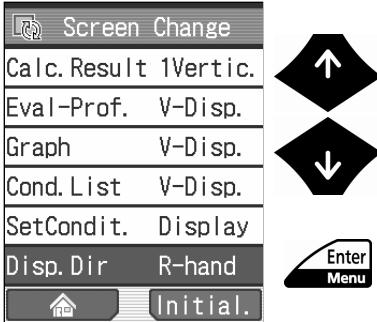 Screen Change
Calc.Result 1Vertic.
Eval-Prof. V-Disp.
Graph V-Disp.
Cond.List V-Disp.
SetCondit. Display
Disp.Dir R-hand
Initial.
Enter
Menu